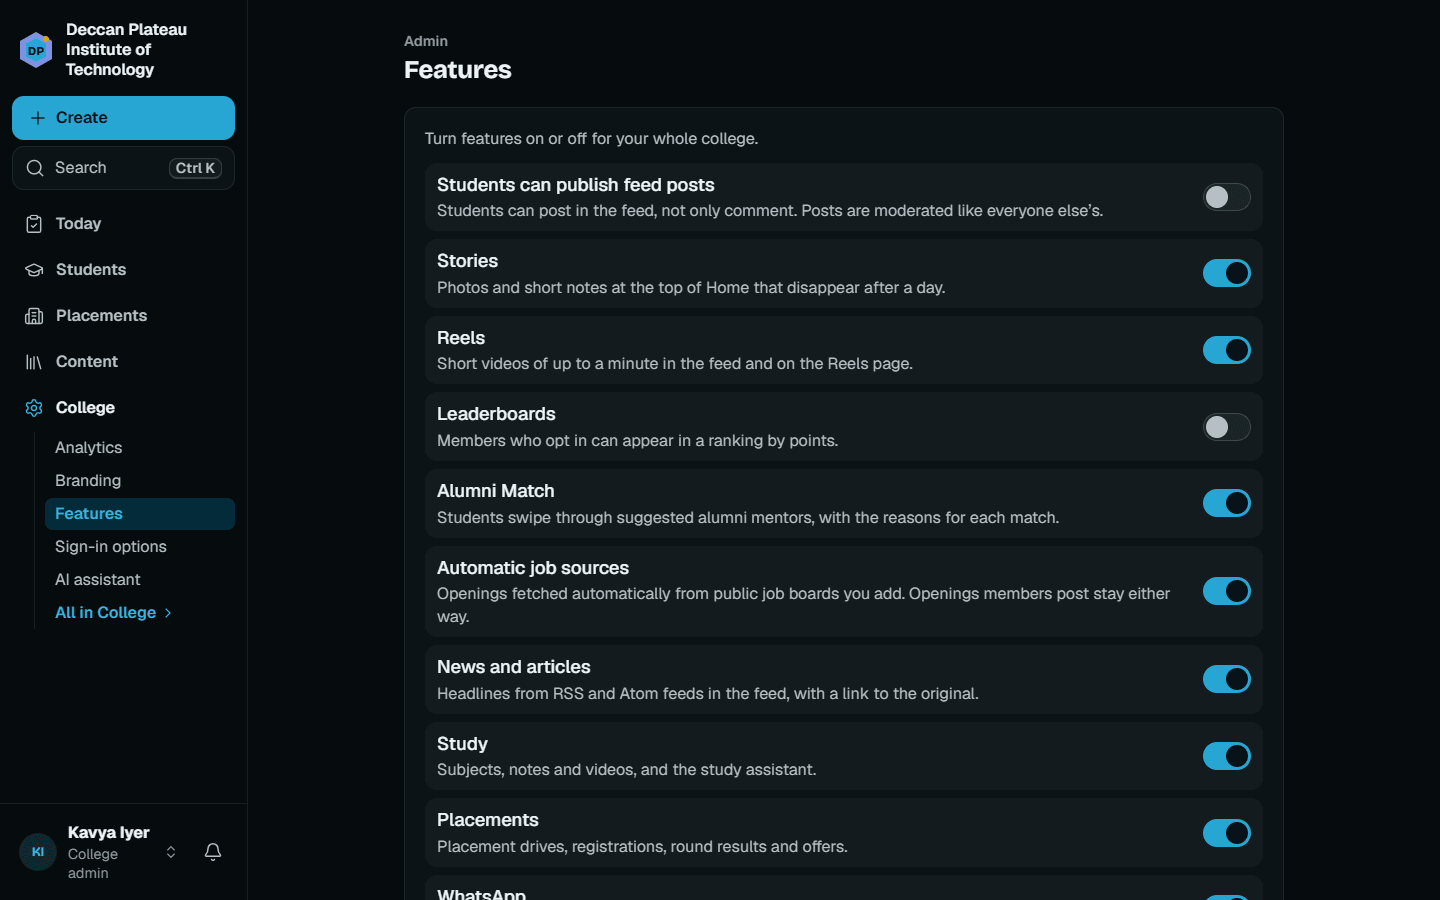 DP
Deccan Plateau
Institute of
Technology
Create
Search
Ctrl K
Today
Students
Placements
Content
College
Analytics
Branding
Features
Sign-in options
AI assistant
All in College
KI
Kavya Iyer
College
admin
Admin
Features
Turn features on or off for your whole college.
Students can publish feed posts
Students can post in the feed, not only comment. Posts are moderated like everyone else’s.
Stories
Photos and short notes at the top of Home that disappear after a day.
Reels
Short videos of up to a minute in the feed and on the Reels page.
Leaderboards
Members who opt in can appear in a ranking by points.
Alumni Match
Students swipe through suggested alumni mentors, with the reasons for each match.
Automatic job sources
Openings fetched automatically from public job boards you add. Openings members post stay either
way.
News and articles
Headlines from RSS and Atom feeds in the feed, with a link to the original.
Study
Subjects, notes and videos, and the study assistant.
Placements
Placement drives, registrations, round results and offers.
WhatsApp